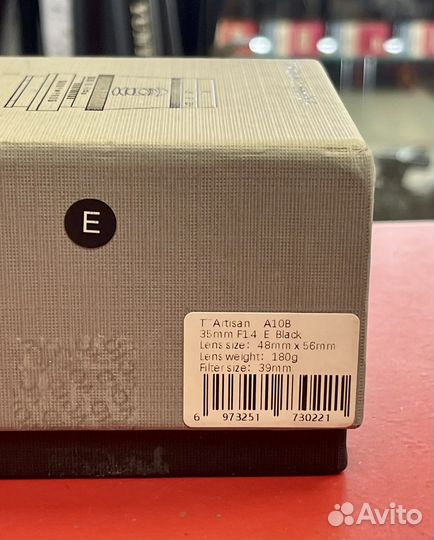 E
TTArtisan A10B
35mm F1.4 E Black
Lens size: 48mm x 56mm
Lens weight: 180g
Filter size: 39mm
6 973251 730221
Avito